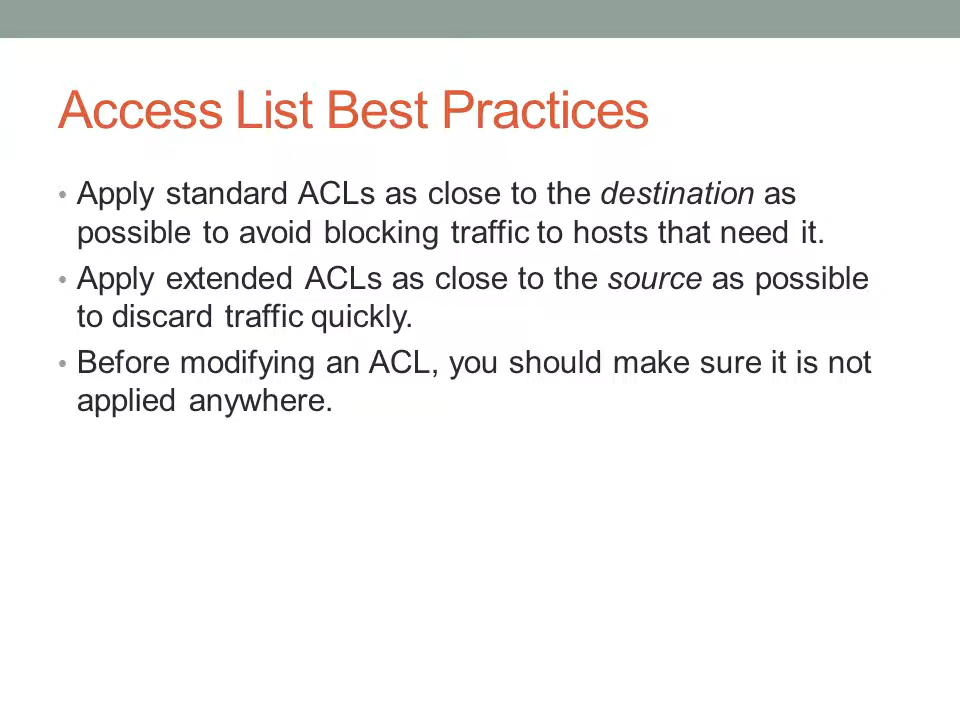 Access List Best Practices
• Apply standard ACLs as close to the destination as
possible to avoid blocking traffic to hosts that need it.
• Apply extended ACLs as close to the source as possible
to discard traffic quickly.
• Before modifying an ACL, you should make sure it is not
applied anywhere.